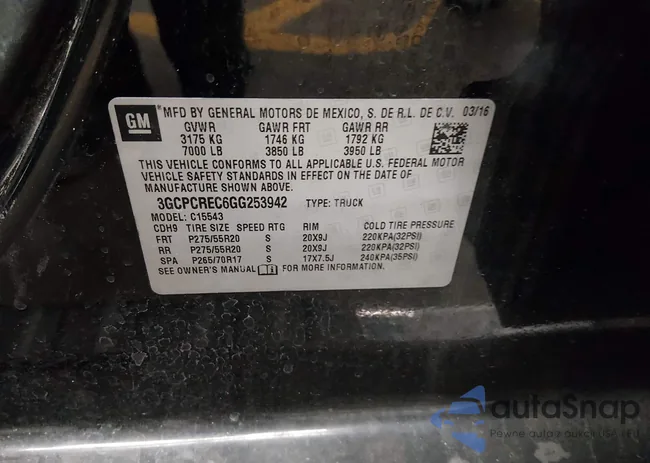 GM
MFD BY GENERAL MOTORS DE MEXICO, S. DE R.L. DE C.V. 03/16
GVWR GAWR FRT GAWR RR
3175 KG 1746 KG 1792 KG
7000 LB 3850 LB 3950 LB
THIS VEHICLE CONFORMS TO ALL APPLICABLE U.S. FEDERAL MOTOR
VEHICLE SAFETY STANDARDS IN EFFECT ON THE DATE OF
MANUFACTURE SHOWN ABOVE.
3GCPCREC6GG253942 TYPE: TRUCK
MODEL: C15543
CDH9 TIRE SIZE SPEED RTG RIM COLD TIRE PRESSURE
FRT P275/55R20 S 20X9J 220KPA(32PSI)
RR P275/55R20 S 20X9J 220KPA(32PSI)
SPA P265/70R17 S 17X7.5J 240KPA(35PSI)
SEE OWNER'S MANUAL FOR MORE INFORMATION.
autoSnap
Pewne auta z